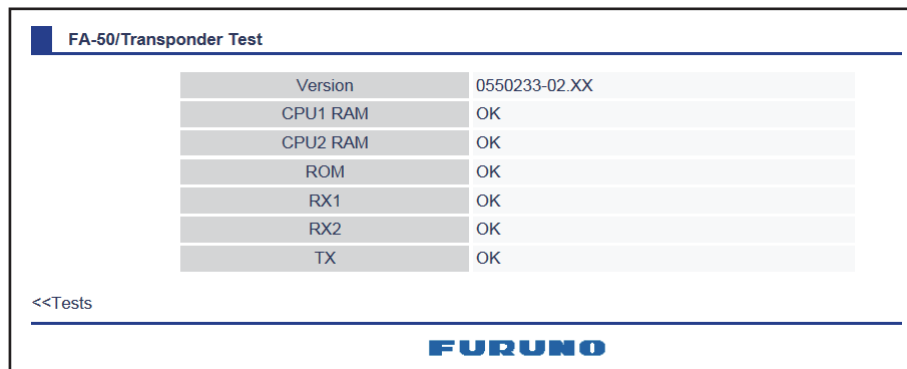 FA-50/Transponder Test
Version 0550233-02.XX
CPU1 RAM OK
CPU2 RAM OK
ROM OK
RX1 OK
RX2 OK
TX OK
<<Tests
FURUNO